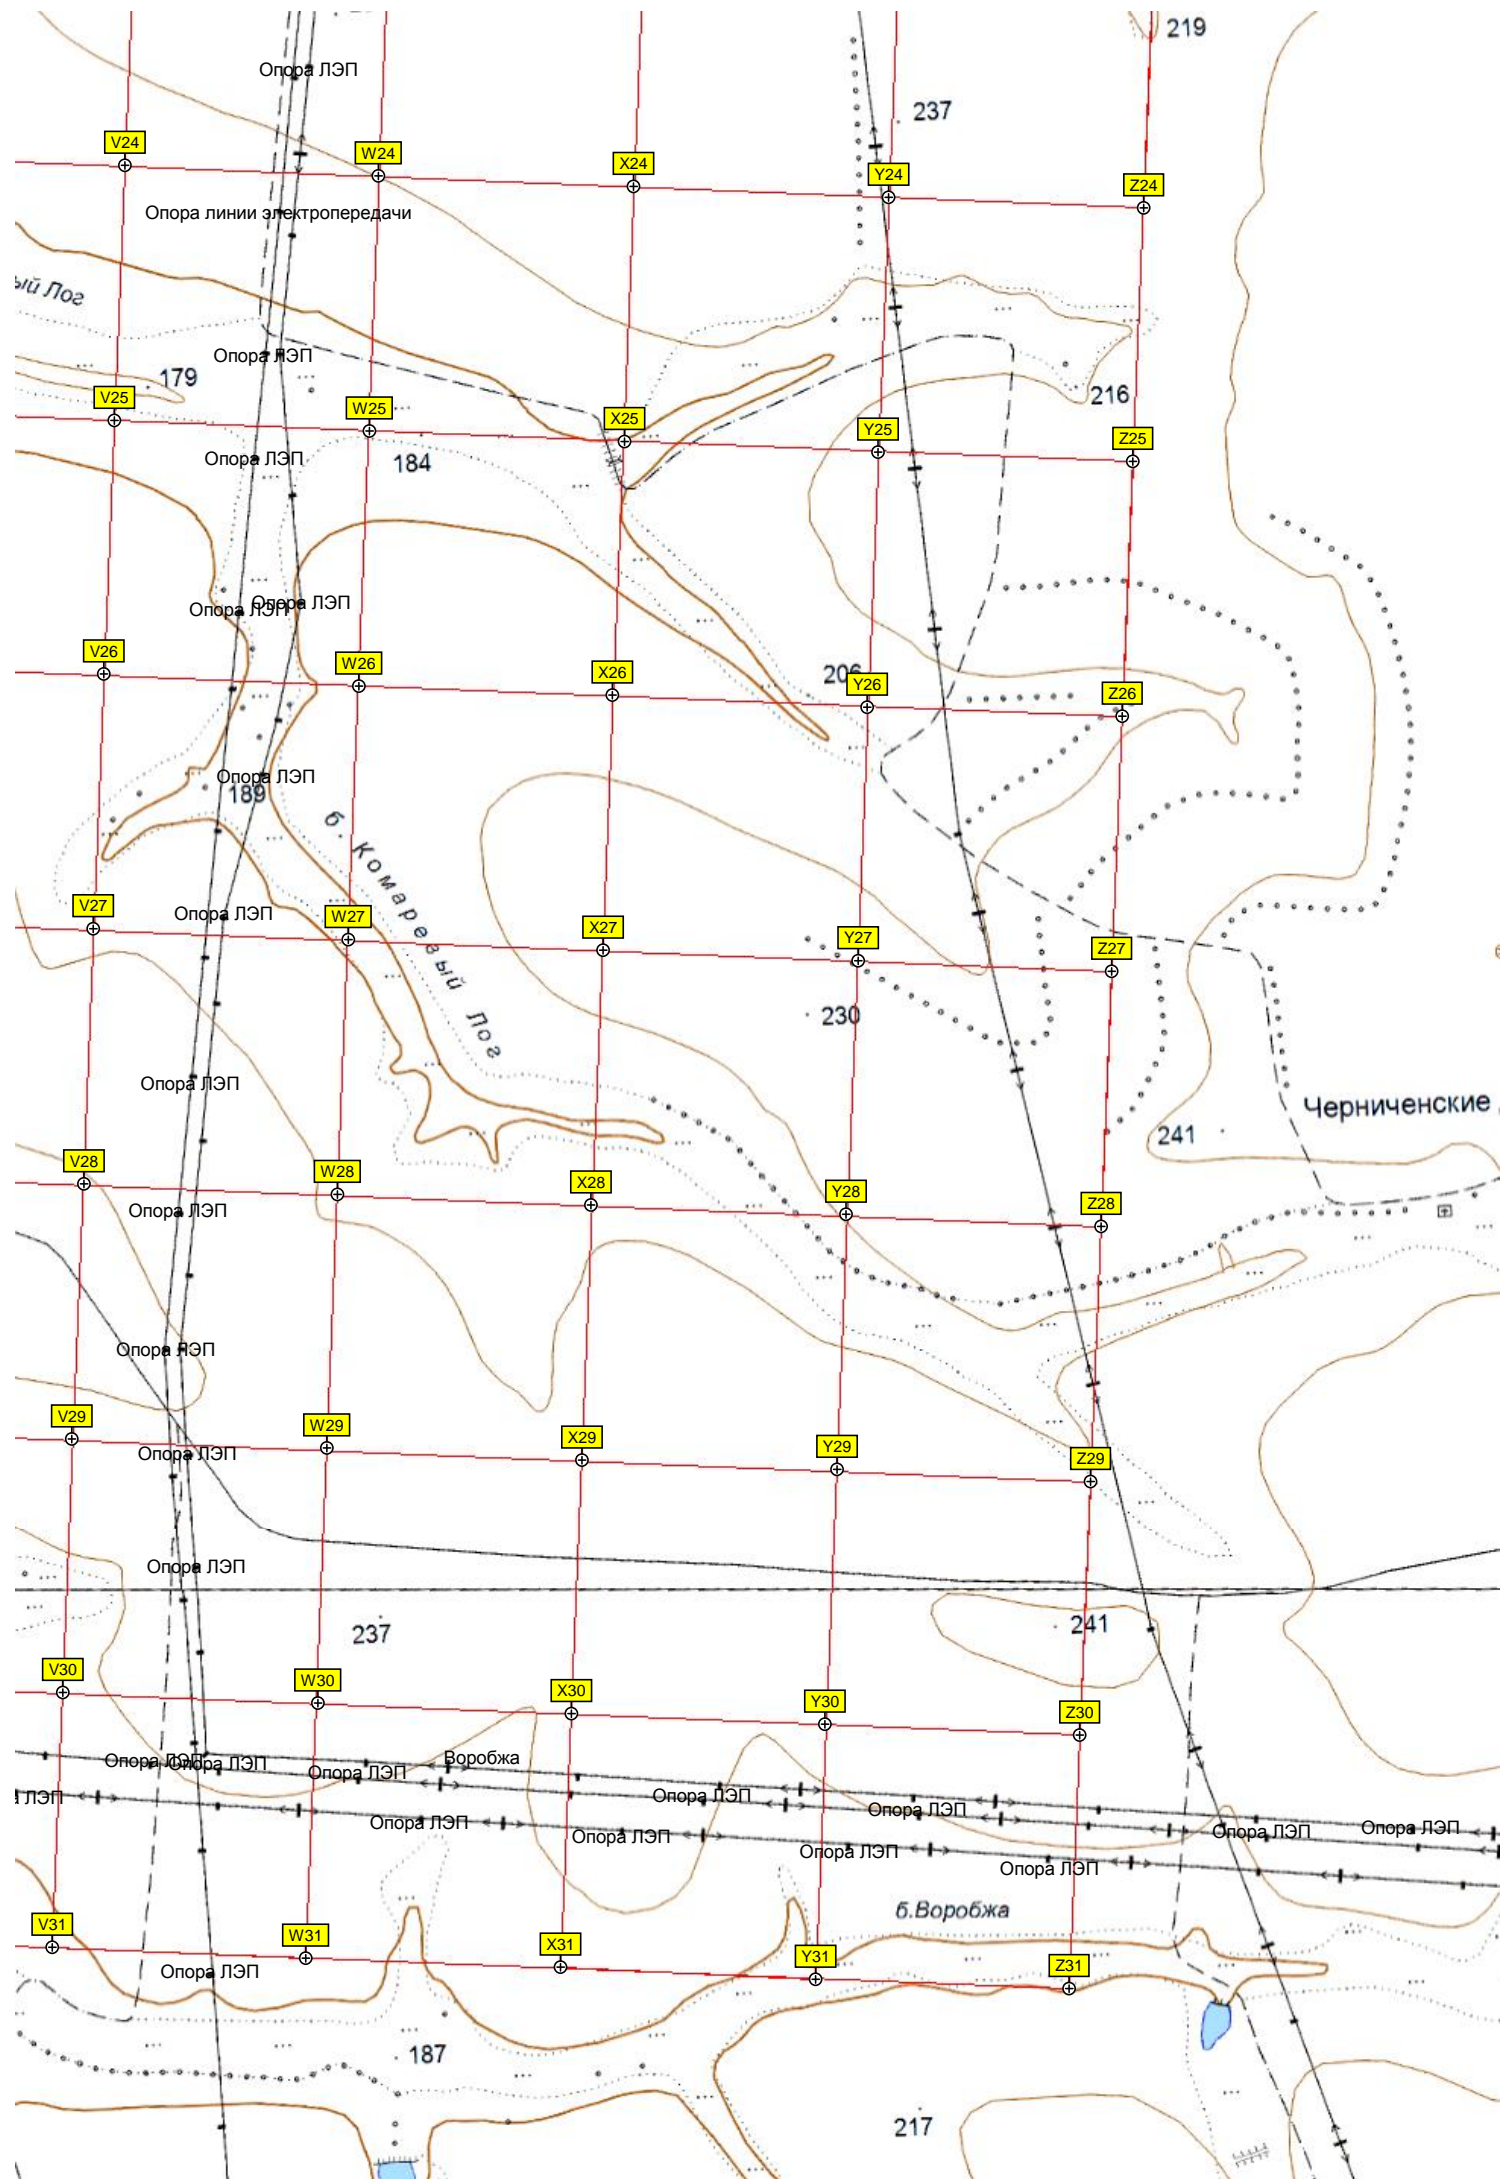 219
Опора ЛЭП
237
V24
W24
X24
Y24
Z24
Опора линии электропередачи
ый Лог
Опора ЛЭП
179
216
V25
W25
X25
Y25
Z25
Опора ЛЭП
184
Опора ЛЭП
Опора ЛЭП
V26
W26
X26
206
Y26
Z26
Опора ЛЭП
189
б. Комаревый Лог
V27
Опора ЛЭП
W27
X27
Y27
Z27
230
Опора ЛЭП
Черниченские
241
V28
W28
X28
Y28
Z28
Опора ЛЭП
Опора ЛЭП
V29
W29
X29
Y29
Z29
Опора ЛЭП
Опора ЛЭП
237
241
V30
W30
X30
Y30
Z30
Опора ЛЭП
Опора ЛЭП
Воробжа
Опора ЛЭП
ЛЭП
Опора ЛЭП
Опора ЛЭП
Опора ЛЭП
Опора ЛЭП
Опора ЛЭП
Опора ЛЭП
Опора ЛЭП
Опора ЛЭП
б.Воробжа
V31
W31
X31
Y31
Z31
Опора ЛЭП
187
217